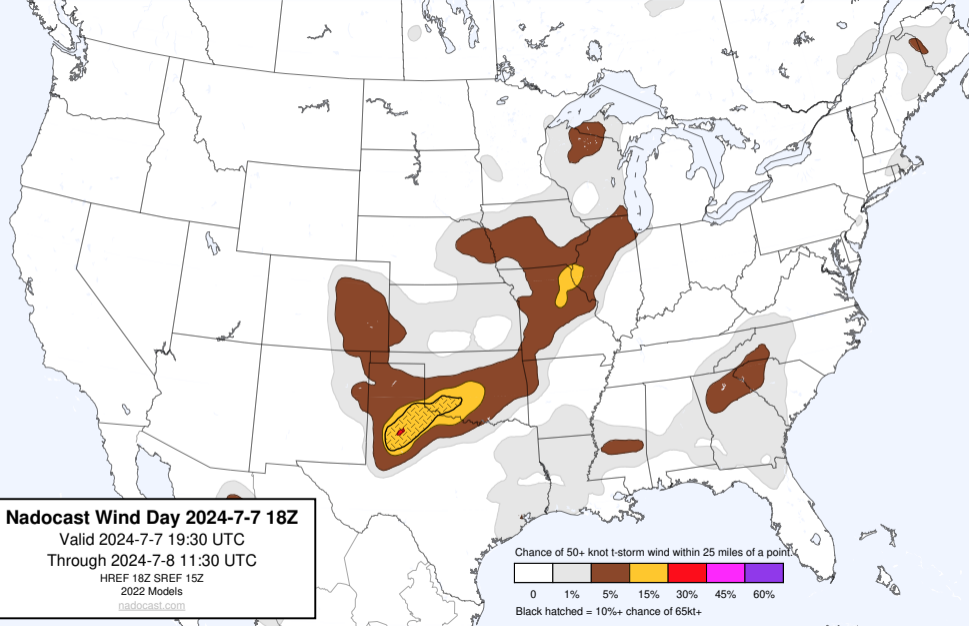 Nadocast Wind Day 2024-7-7 18Z
Valid 2024-7-7 19:30 UTC
Through 2024-7-8 11:30 UTC
HREF 18Z SREF 15Z
2022 Models
nadocast.com
Chance of 50+ knot t-storm wind within 25 miles of a point.
0 1% 5% 15% 30% 45% 60%
Black hatched = 10%+ chance of 65kt+